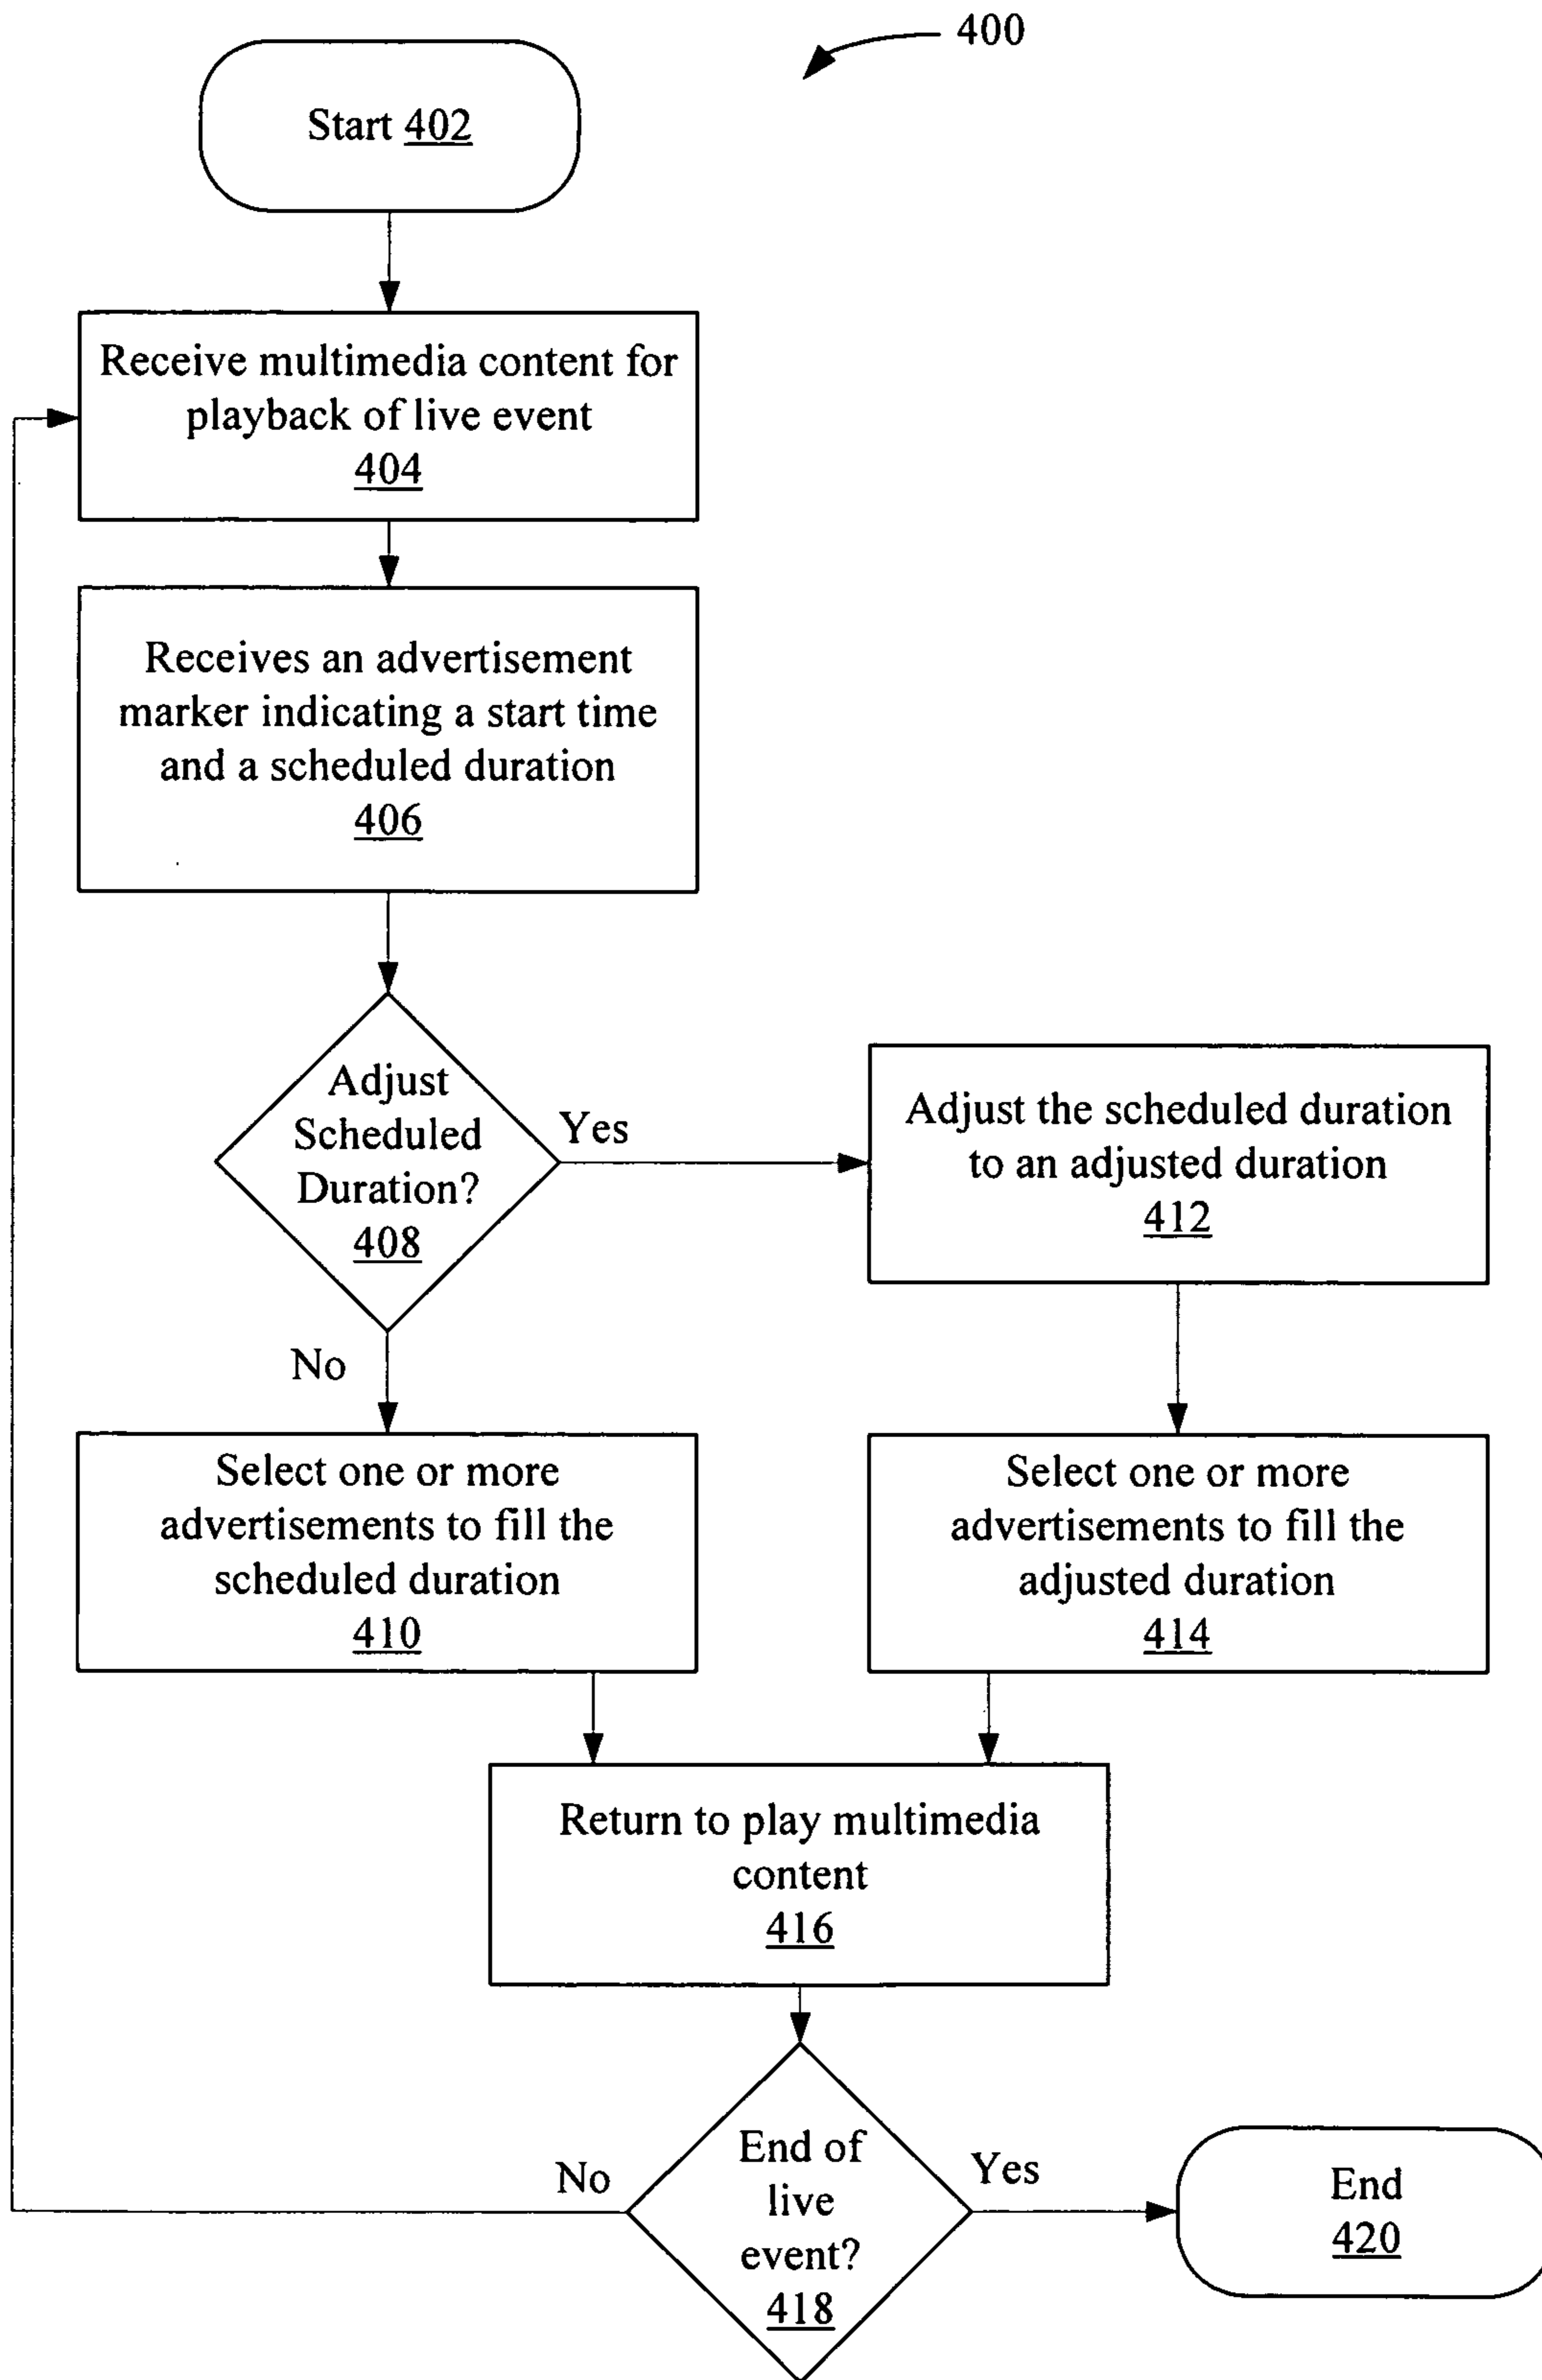 400
Start 402
Receive multimedia content for
playback of live event
404
Receives an advertisement
marker indicating a start time
and a scheduled duration
406
Adjust
Scheduled
Duration?
408
Yes
Adjust the scheduled duration
to an adjusted duration
412
No
Select one or more
advertisements to fill the
scheduled duration
410
Select one or more
advertisements to fill the
adjusted duration
414
Return to play multimedia
content
416
End of
live
event?
418
No
Yes
End
420